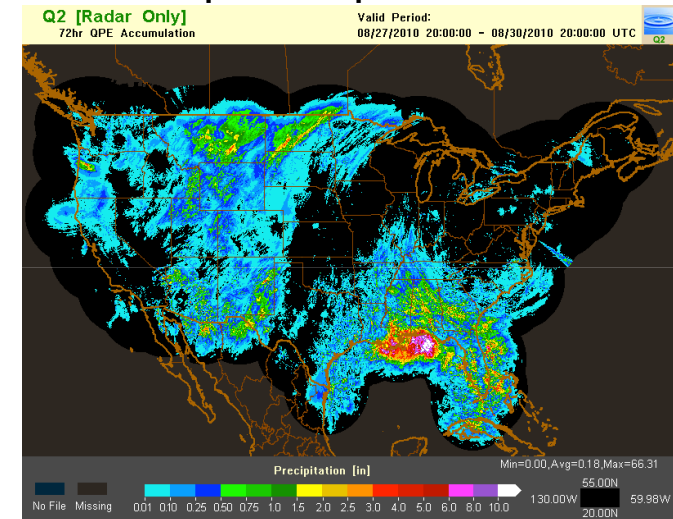 Q2 [Radar Only]
72hr QPE Accumulation
Valid Period:
08/27/2010 20:00:00 - 08/30/2010 20:00:00 UTC
Q2
Precipitation [in]
Min=0.00,Avg=0.18,Max=66.31
No File Missing
0.01 0.10 0.25 0.50 0.75 1.0 1.5 2.0 2.5 3.0 4.0 5.0 6.0 8.0 10.0
55.00N
130.00W 59.98W
20.00N